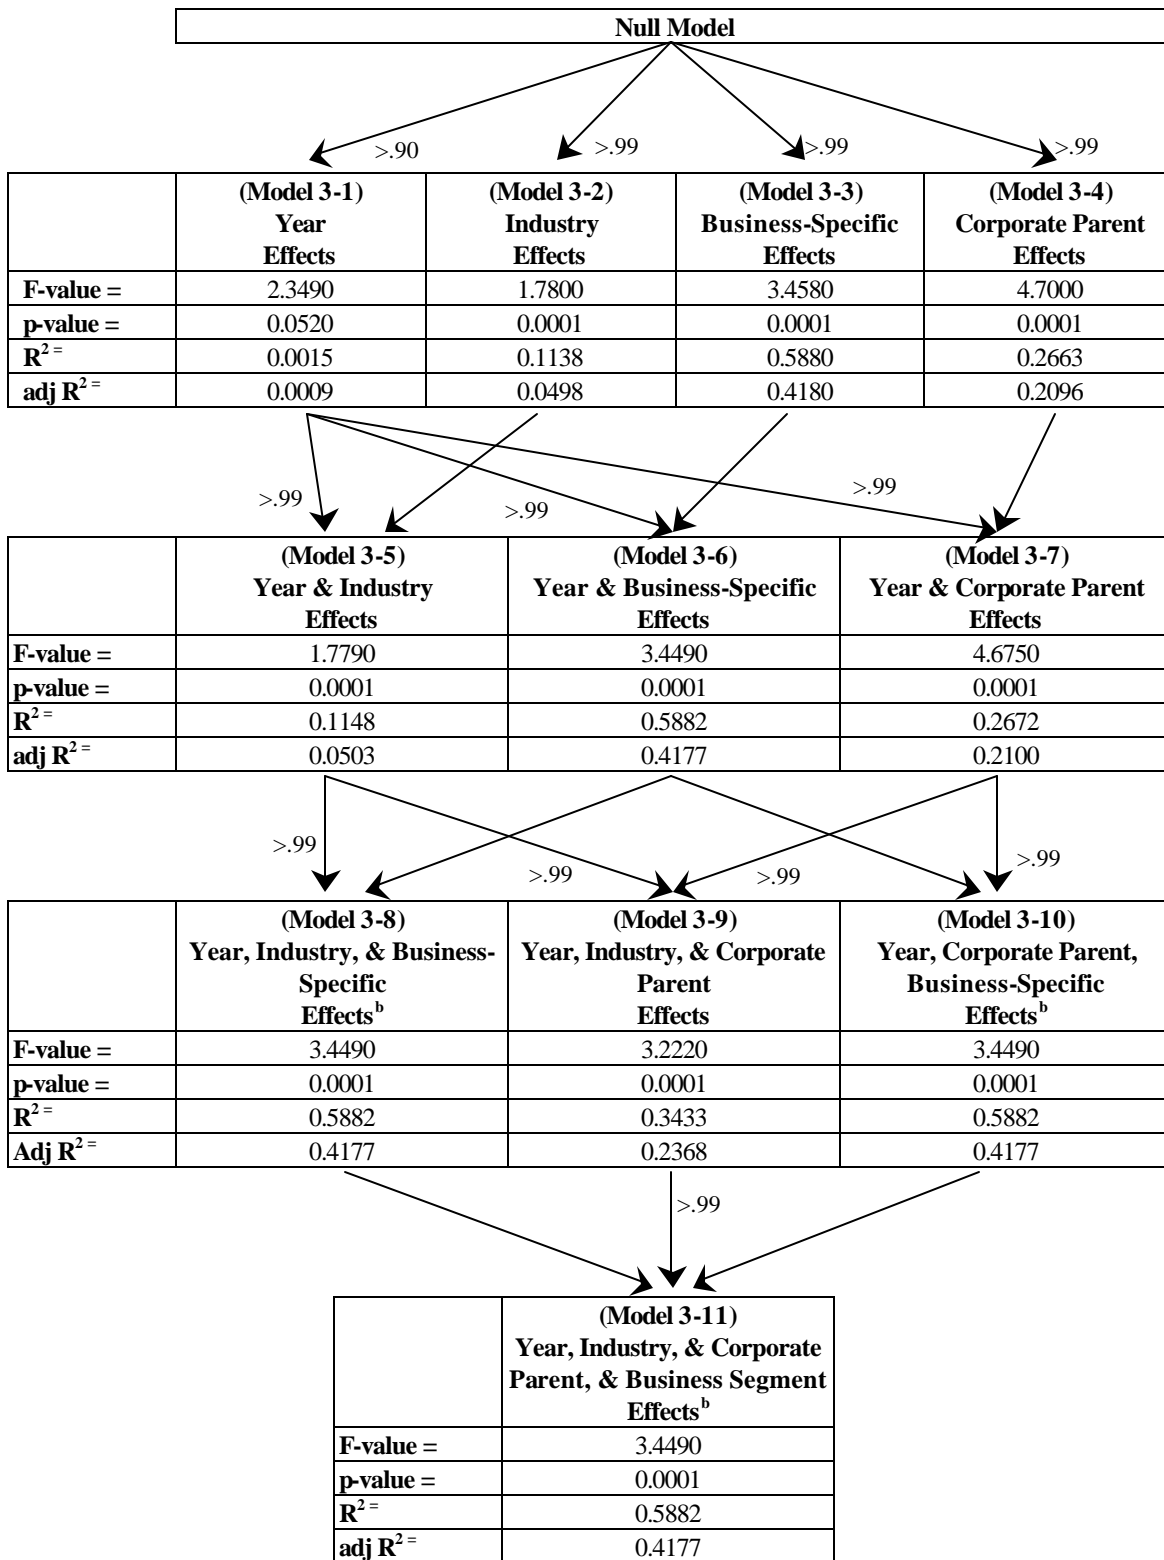 Null Model
>.90 >.99 >.99 >.99
(Model 3-1) (Model 3-2) (Model 3-3) (Model 3-4)
Year Industry Business-Specific Corporate Parent
Effects Effects Effects Effects
F-value = 2.3490 1.7800 3.4580 4.7000
p-value = 0.0520 0.0001 0.0001 0.0001
R² = 0.0015 0.1138 0.5880 0.2663
adj R² = 0.0009 0.0498 0.4180 0.2096
>.99 >.99 >.99
(Model 3-5) (Model 3-6) (Model 3-7)
Year & Industry Year & Business-Specific Year & Corporate Parent
Effects Effects Effects
F-value = 1.7790 3.4490 4.6750
p-value = 0.0001 0.0001 0.0001
R² = 0.1148 0.5882 0.2672
adj R² = 0.0503 0.4177 0.2100
>.99 >.99 >.99 >.99
(Model 3-8) (Model 3-9) (Model 3-10)
Year, Industry, & Business- Year, Industry, & Corporate Year, Corporate Parent,
Specific Parent Business-Specific
Effects<sup>b</sup> Effects Effects<sup>b</sup>
F-value = 3.4490 3.2220 3.4490
p-value = 0.0001 0.0001 0.0001
R² = 0.5882 0.3433 0.5882
Adj R² = 0.4177 0.2368 0.4177
>.99
(Model 3-11)
Year, Industry, & Corporate
Parent, & Business Segment
Effects<sup>b</sup>
F-value = 3.4490
p-value = 0.0001
R² = 0.5882
adj R² = 0.4177